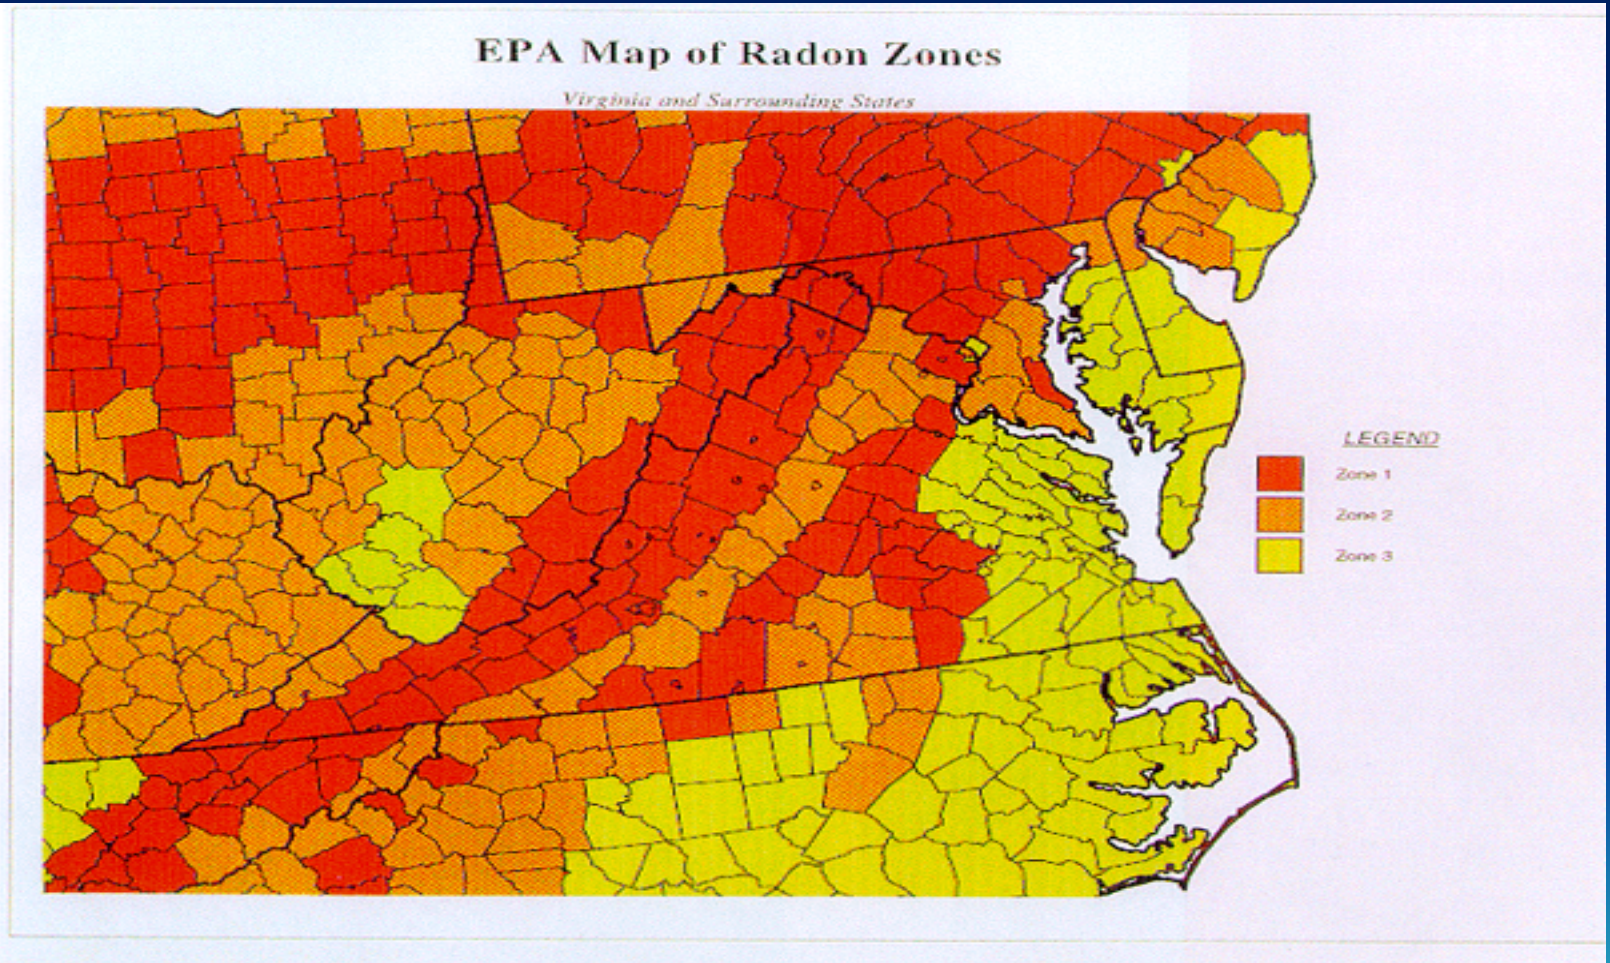 EPA Map of Radon Zones
Virginia and Surrounding States
LEGEND
Zone 1
Zone 2
Zone 3